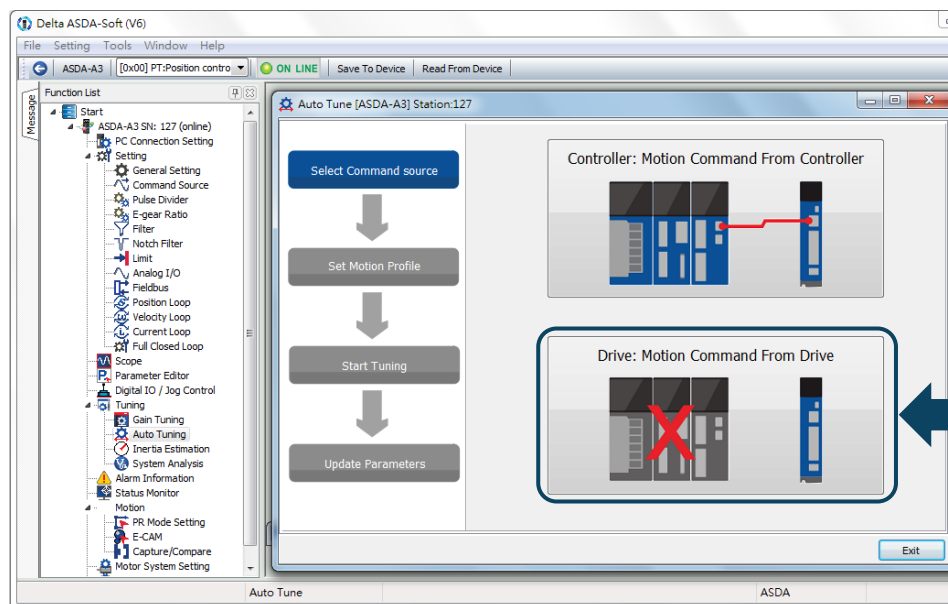 Delta ASDA-Soft (V6)
File Setting Tools Window Help
ASDA-A3 [0x00] PT:Position contro ON LINE Save To Device Read From Device
Message
Function List
Start
ASDA-A3 SN: 127 (online)
PC Connection Setting
Setting
General Setting
Command Source
Pulse Divider
E-gear Ratio
Filter
Notch Filter
Limit
Analog I/O
Fieldbus
Position Loop
Velocity Loop
Current Loop
Full Closed Loop
Scope
Parameter Editor
Digital IO / Jog Control
Tuning
Gain Tuning
Auto Tuning
Inertia Estimation
System Analysis
Alarm Information
Status Monitor
Motion
PR Mode Setting
E-CAM
Capture/Compare
Motor System Setting
Auto Tune [ASDA-A3] Station:127
Select Command source
Set Motion Profile
Start Tuning
Update Parameters
Controller: Motion Command From Controller
Drive: Motion Command From Drive
X
Exit
Auto Tune ASDA